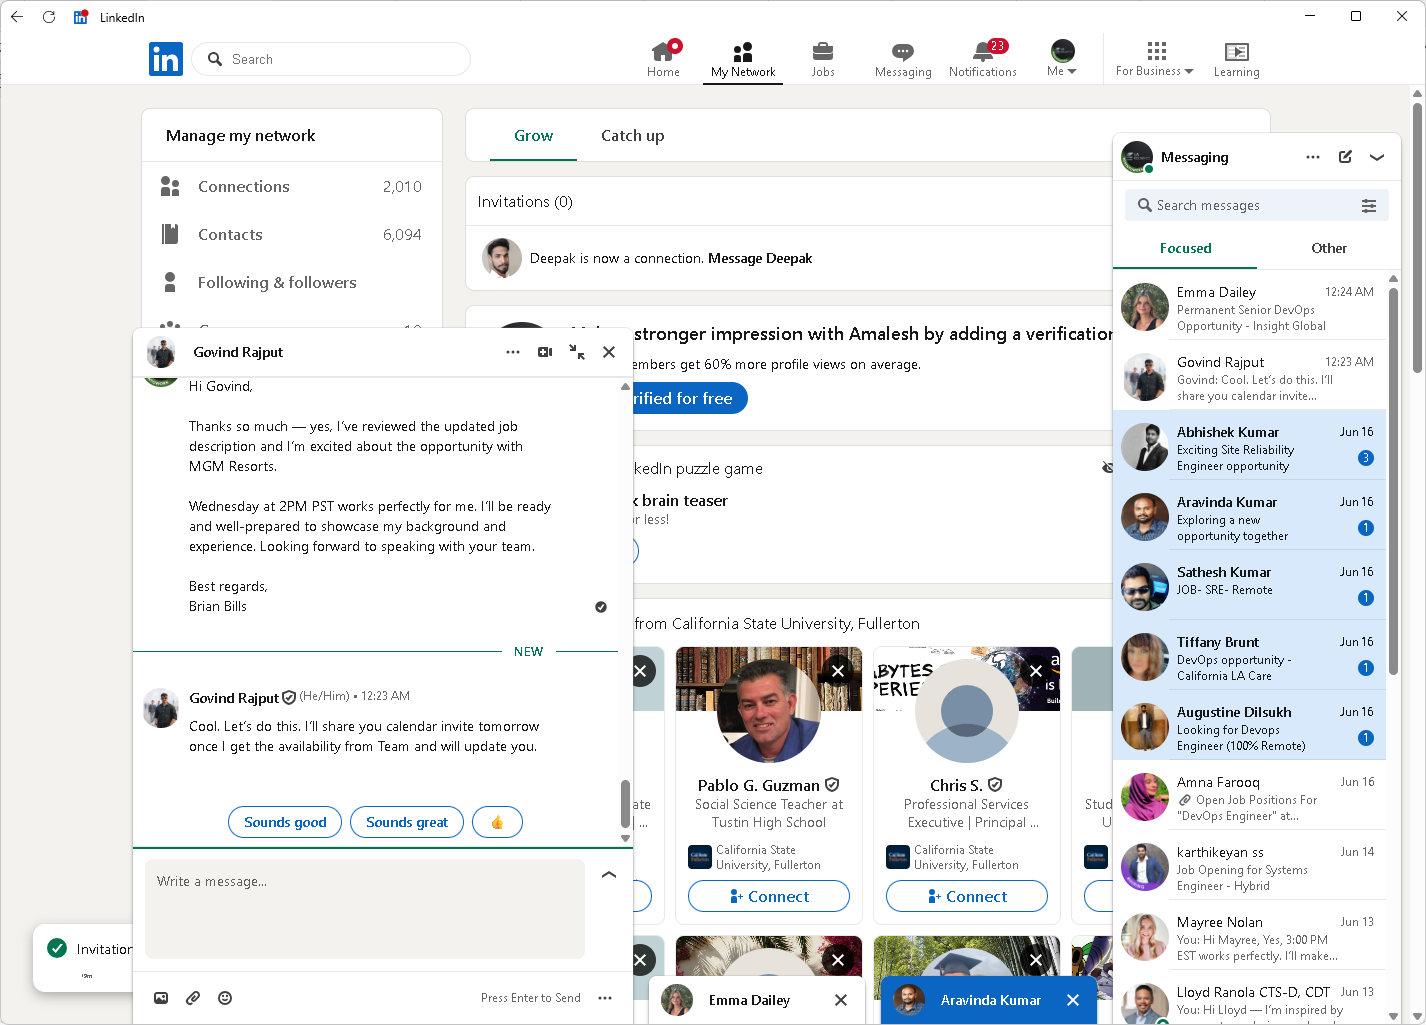 LinkedIn
in
Search
Home
My Network
Jobs
Messaging
23
Notifications
Me
For Business
Learning
Manage my network
Connections 2,010
Contacts 6,094
Following & followers
Grow
Catch up
Invitations (0)
Deepak is now a connection. Message Deepak
stronger impression with Amalesh by adding a verification
embers get 60% more profile views on average.
rified for free
kedIn puzzle game
brain teaser
or less!
from California State University, Fullerton
Pablo G. Guzman
Social Science Teacher at
Tustin High School
California State
University, Fullerton
Connect
ABYTES
Chris S.
Professional Services
Executive | Principal ...
California State
University, Fullerton
Connect
Govind Rajput
Hi Govind,
Thanks so much — yes, I've reviewed the updated job
description and I'm excited about the opportunity with
MGM Resorts.
Wednesday at 2PM PST works perfectly for me. I'll be ready
and well-prepared to showcase my background and
experience. Looking forward to speaking with your team.
Best regards,
Brian Bills
NEW
Govind Rajput (He/Him) • 12:23 AM
Cool. Let's do this. I'll share you calendar invite tomorrow
once I get the availability from Team and will update you.
Sounds good
Sounds great
Write a message...
Press Enter to Send
Invitation
Emma Dailey
Aravinda Kumar
Messaging
Search messages
Focused
Other
Emma Dailey 12:24 AM
Permanent Senior DevOps
Opportunity - Insight Global
Govind Rajput 12:23 AM
Govind: Cool. Let's do this. I'll
share you calendar invite...
Abhishek Kumar Jun 16
Exciting Site Reliability
Engineer opportunity
3
Aravinda Kumar Jun 16
Exploring a new
opportunity together
1
Sathesh Kumar Jun 16
JOB- SRE- Remote
1
Tiffany Brunt Jun 16
DevOps opportunity -
California LA Care
1
Augustine Dilsukh Jun 16
Looking for Devops
Engineer (100% Remote)
1
Amna Farooq Jun 16
Open Job Positions For
"DevOps Engineer" at...
karthikeyan ss Jun 14
Job Opening for Systems
Engineer - Hybrid
Mayree Nolan Jun 13
You: Hi Mayree, Yes, 3:00 PM
EST works perfectly. I'll make...
Lloyd Ranola CTS-D, CDT Jun 13
You: Hi Lloyd — I'm inspired by